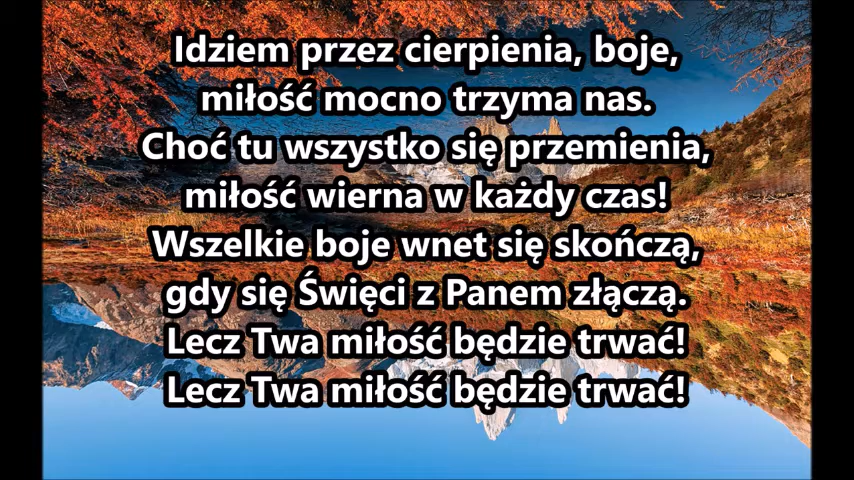 Idziem przez cierpienia, boje,
miłość mocno trzyma nas.
Choć tu wszystko się przemienia,
miłość wierna w każdy czas!
Wszelkie boje wnet się skończą,
gdy się Święci z Panem złączą.
Lecz Twa miłość będzie trwać!
Lecz Twa miłość będzie trwać!